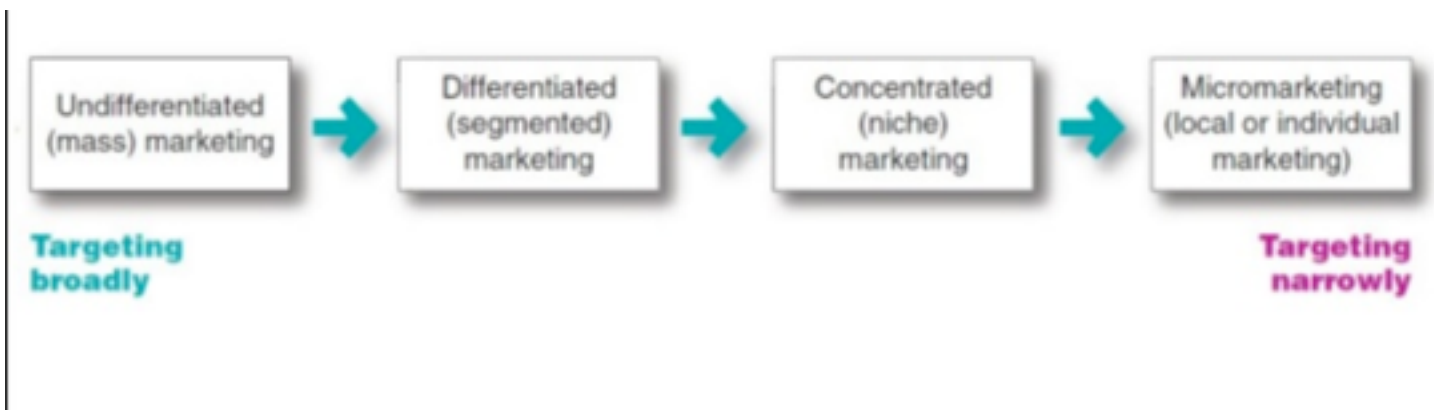 Undifferentiated
(mass) marketing
Differentiated
(segmented)
marketing
Concentrated
(niche)
marketing
Micromarketing
(local or individual
marketing)
Targeting
broadly
Targeting
narrowly